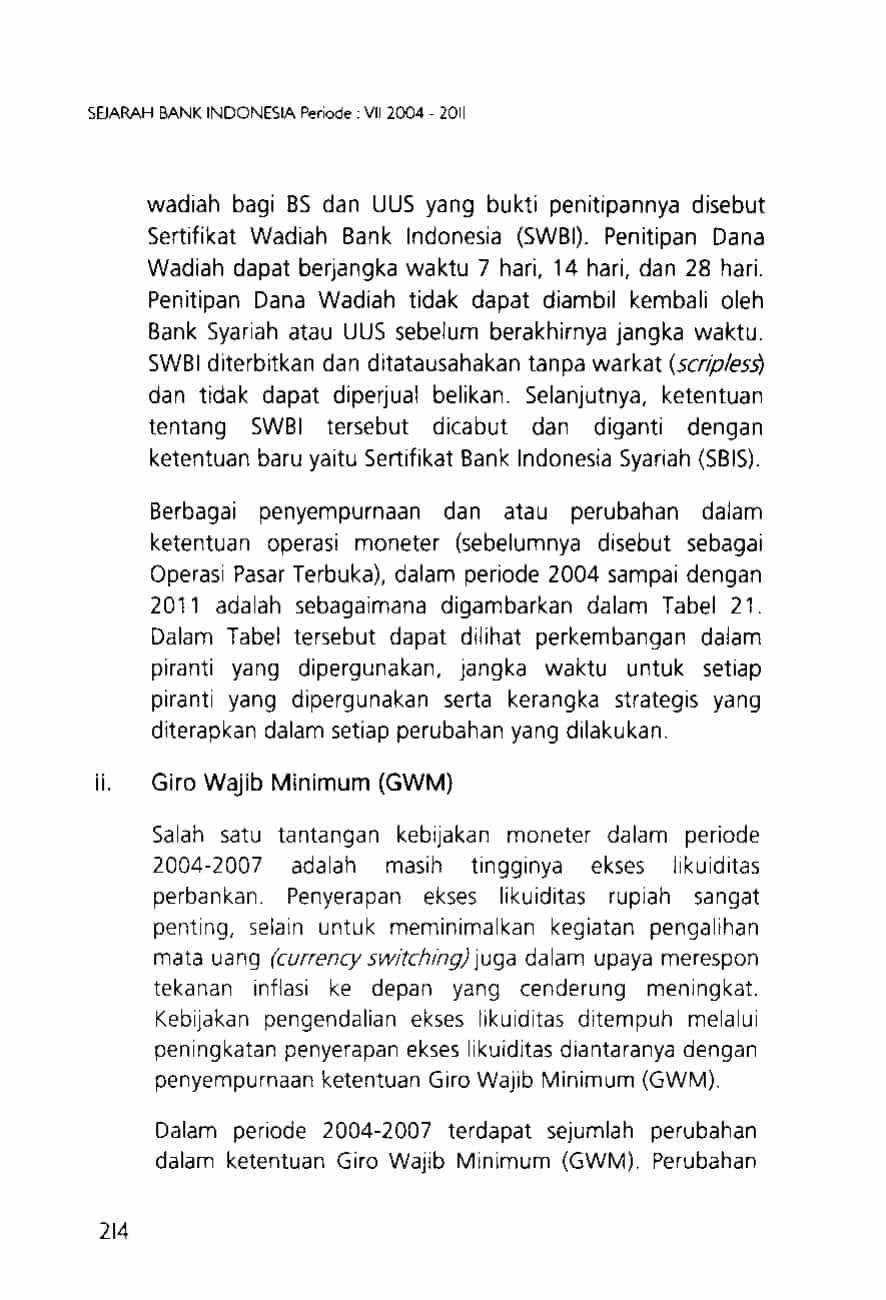 SEJARAH BANK INDONESIA Periode : VII 2004 - 2011
wadiah bagi BS dan UUS yang bukti penitipannya disebut
Sertifikat Wadiah Bank Indonesia (SWBI). Penitipan Dana
Wadiah dapat berjangka waktu 7 hari, 14 hari, dan 28 hari.
Penitipan Dana Wadiah tidak dapat diambil kembali oleh
Bank Syariah atau UUS sebelum berakhirnya jangka waktu.
SWBI diterbitkan dan ditatausahakan tanpa warkat (scripless)
dan tidak dapat diperjual belikan. Selanjutnya, ketentuan
tentang SWBI tersebut dicabut dan diganti dengan
ketentuan baru yaitu Sertifikat Bank Indonesia Syariah (SBIS).
Berbagai penyempurnaan dan atau perubahan dalam
ketentuan operasi moneter (sebelumnya disebut sebagai
Operasi Pasar Terbuka), dalam periode 2004 sampai dengan
2011 adalah sebagaimana digambarkan dalam Tabel 21.
Dalam Tabel tersebut dapat dilihat perkembangan dalam
piranti yang dipergunakan, jangka waktu untuk setiap
piranti yang dipergunakan serta kerangka strategis yang
diterapkan dalam setiap perubahan yang dilakukan.
ii. Giro Wajib Minimum (GWM)
Salah satu tantangan kebijakan moneter dalam periode
2004-2007 adalah masih tingginya ekses likuiditas
perbankan. Penyerapan ekses likuiditas rupiah sangat
penting, selain untuk meminimalkan kegiatan pengalihan
mata uang (currency switching) juga dalam upaya merespon
tekanan inflasi ke depan yang cenderung meningkat.
Kebijakan pengendalian ekses likuiditas ditempuh melalui
peningkatan penyerapan ekses likuiditas diantaranya dengan
penyempurnaan ketentuan Giro Wajib Minimum (GWM).
Dalam periode 2004-2007 terdapat sejumlah perubahan
dalam ketentuan Giro Wajib Minimum (GWM). Perubahan
214